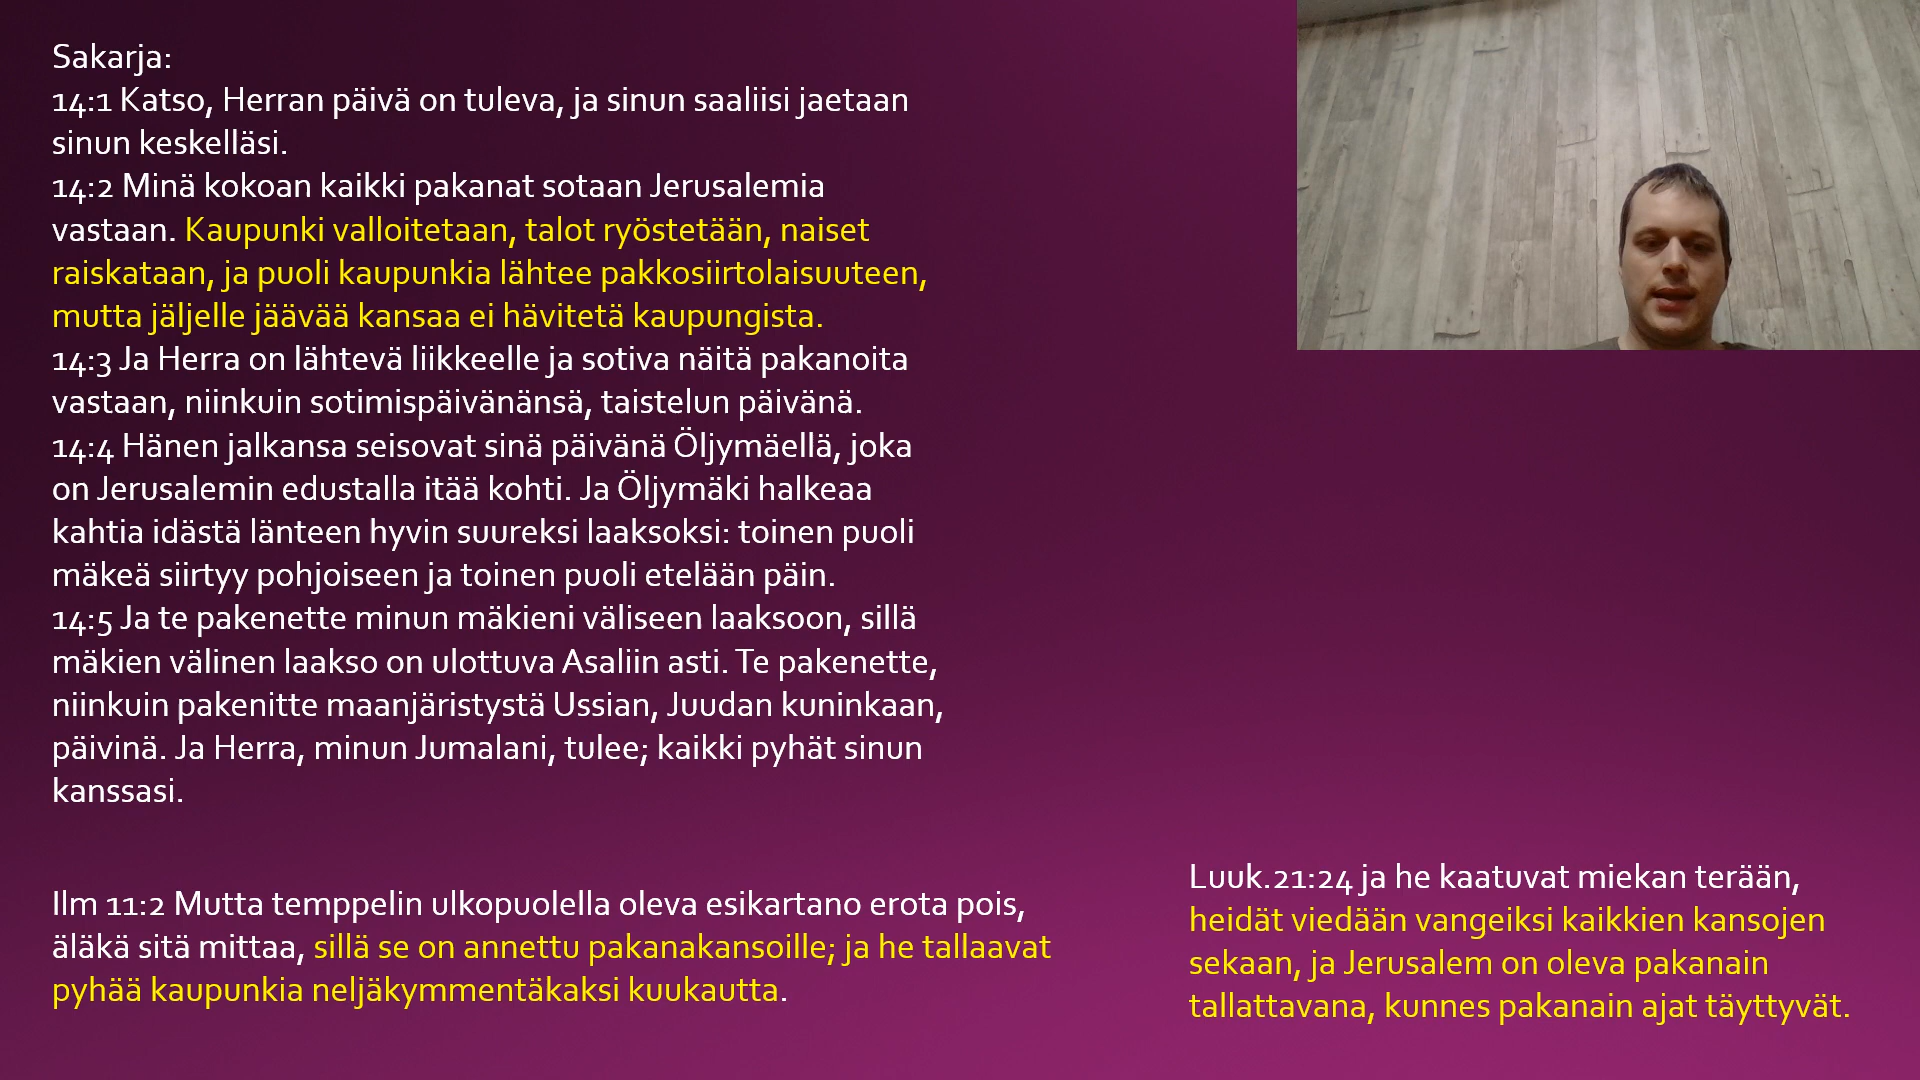 Sakarja:
14:1 Katso, Herran päivä on tuleva, ja sinun saaliisi jaetaan
sinun keskelläsi.
14:2 Minä kokoan kaikki pakanat sotaan Jerusalemia
vastaan. Kaupunki valloitetaan, talot ryöstetään, naiset
raiskataan, ja puoli kaupunkia lähtee pakkosiirtolaisuuteen,
mutta jäljelle jäävää kansaa ei hävitetä kaupungista.
14:3 Ja Herra on lähtevä liikkeelle ja sotiva näitä pakanoita
vastaan, niinkuin sotimispäivänänsä, taistelun päivänä.
14:4 Hänen jalkansa seisovat sinä päivänä Öljymäellä, joka
on Jerusalemin edustalla itää kohti. Ja Öljymäki halkeaa
kahtia idästä länteen hyvin suureksi laaksoksi: toinen puoli
mäkeä siirtyy pohjoiseen ja toinen puoli etelään päin.
14:5 Ja te pakenette minun mäkieni väliseen laaksoon, sillä
mäkien välinen laakso on ulottuva Asaliin asti. Te pakenette,
niinkuin pakenitte maanjäristystä Ussian, Juudan kuninkaan,
päivinä. Ja Herra, minun Jumalani, tulee; kaikki pyhät sinun
kanssasi.
Ilm 11:2 Mutta temppelin ulkopuolella oleva esikartano erota pois,
äläkä sitä mittaa, sillä se on annettu pakanakansoille; ja he tallaavat
pyhää kaupunkia neljäkymmentäkaksi kuukautta.
Luuk.21:24 ja he kaatuvat miekan terään,
heidät viedään vangeiksi kaikkien kansojen
sekaan, ja Jerusalem on oleva pakanain
tallattavana, kunnes pakanain ajat täyttyvät.